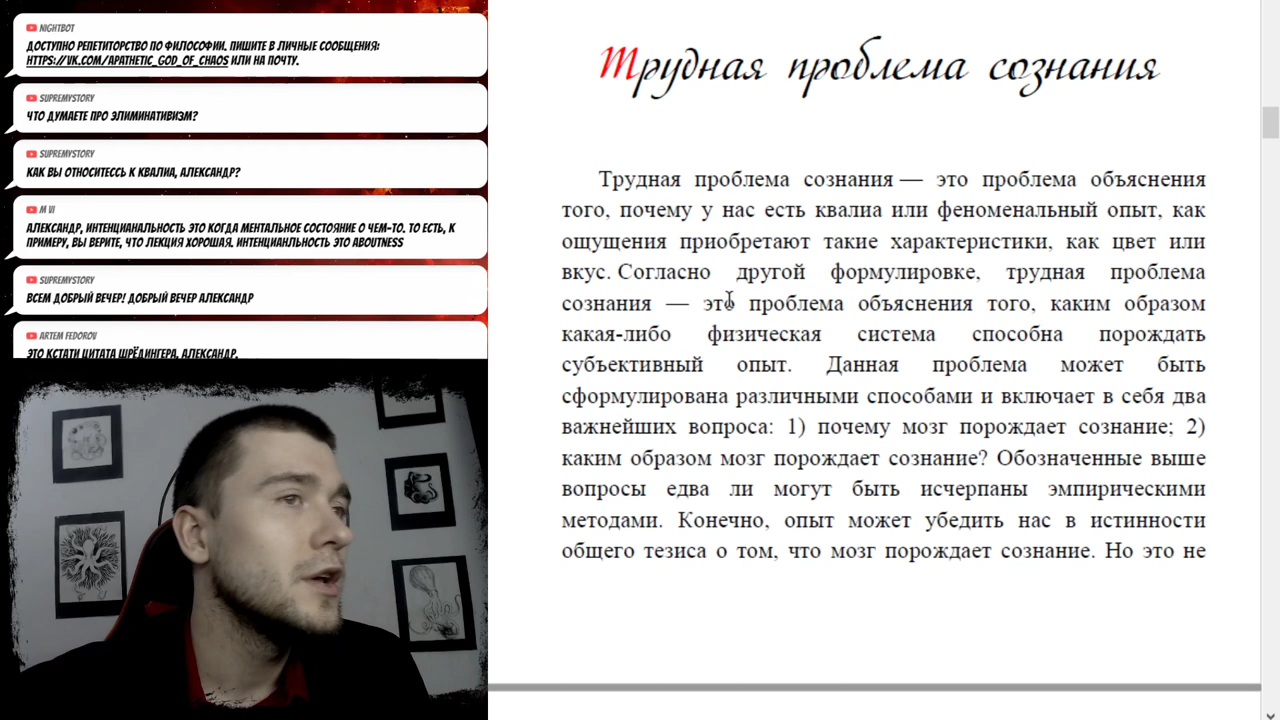 NIGHTBOT
ДОСТУПНО РЕПЕТИТОРСТВО ПО ФИЛОСОФИИ. ПИШИТЕ В ЛИЧНЫЕ СООБЩЕНИЯ:
HTTPS://VK.COM/APATHETIC_GOD_OF_CHAOS ИЛИ НА ПОЧТУ.
SUPREMYSTORY
ЧТО ДУМАЕТЕ ПРО ЭЛИМИНАТИВИЗМ?
SUPREMYSTORY
КАК ВЫ ОТНОСИТЕССЬ К КВАЛИА, АЛЕКСАНДР?
M VI
АЛЕКСАНДР, ИНТЕНЦИАНАЛЬНОСТЬ ЭТО КОГДА МЕНТАЛЬНОЕ СОСТОЯНИЕ О ЧЕМ-ТО. ТО ЕСТЬ, К
ПРИМЕРУ, ВЫ ВЕРИТЕ, ЧТО ЛЕКЦИЯ ХОРОШАЯ. ИНТЕНЦИАНЛЬНОСТЬ ЭТО ABOUTNESS
SUPREMYSTORY
ВСЕМ ДОБРЫЙ ВЕЧЕР! ДОБРЫЙ ВЕЧЕР АЛЕКСАНДР
ARTEM FEDOROV
ЭТО КСТАТИ ЦИТАТА ШРЁДИНГЕРА, АЛЕКСАНДР.
Трудная проблема сознания
Трудная проблема сознания — это проблема объяснения
того, почему у нас есть квалиа или феноменальный опыт, как
ощущения приобретают такие характеристики, как цвет или
вкус. Согласно другой формулировке, трудная проблема
сознания — это проблема объяснения того, каким образом
какая-либо физическая система способна порождать
субъективный опыт. Данная проблема может быть
сформулирована различными способами и включает в себя два
важнейших вопроса: 1) почему мозг порождает сознание; 2)
каким образом мозг порождает сознание? Обозначенные выше
вопросы едва ли могут быть исчерпаны эмпирическими
методами. Конечно, опыт может убедить нас в истинности
общего тезиса о том, что мозг порождает сознание. Но это не